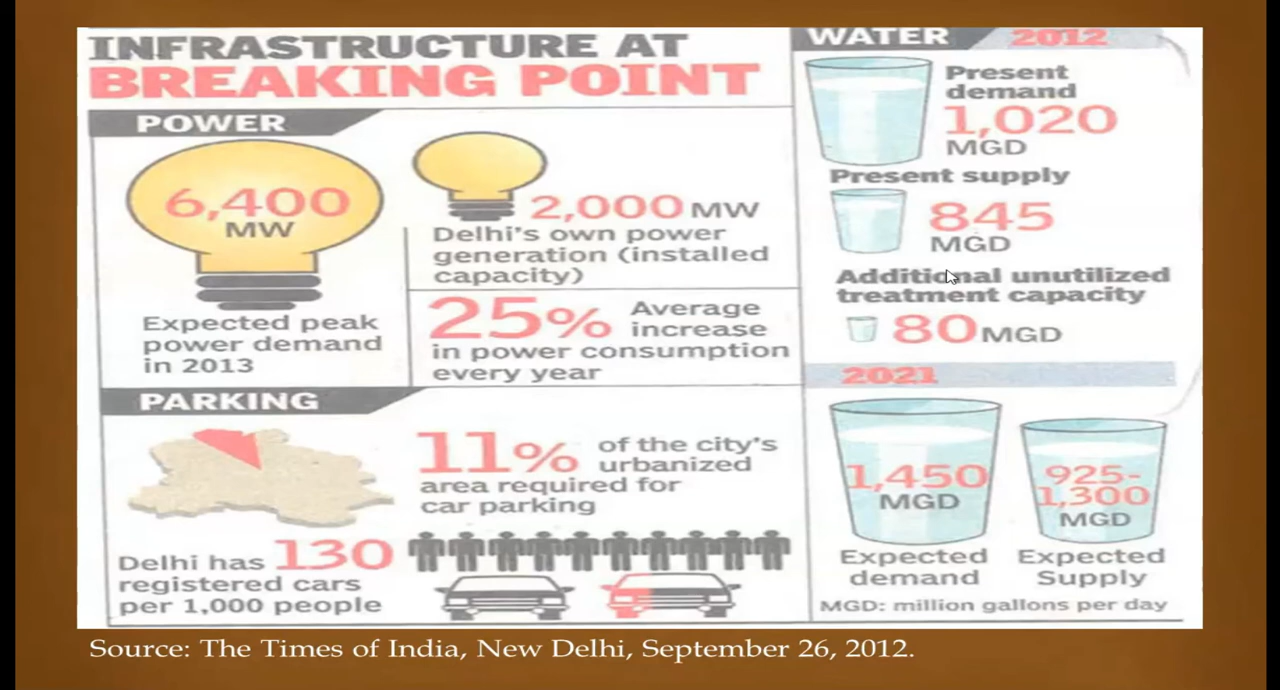 INFRASTRUCTURE AT
BREAKING POINT
POWER
6,400
MW
Expected peak
power demand
in 2013
2,000 MW
Delhi's own power
generation (installed
capacity)
25% Average
increase
in power consumption
every year
PARKING
11% of the city's
urbanized
area required for
car parking
Delhi has 130
registered cars
per 1,000 people
WATER 2012
Present
demand
1,020
MGD
Present supply
845
MGD
Additional unutilized
treatment capacity
80 MGD
2021
1,450
MGD
Expected
demand
925-
1,300
MGD
Expected
Supply
MGD: million gallons per day
Source: The Times of India, New Delhi, September 26, 2012.